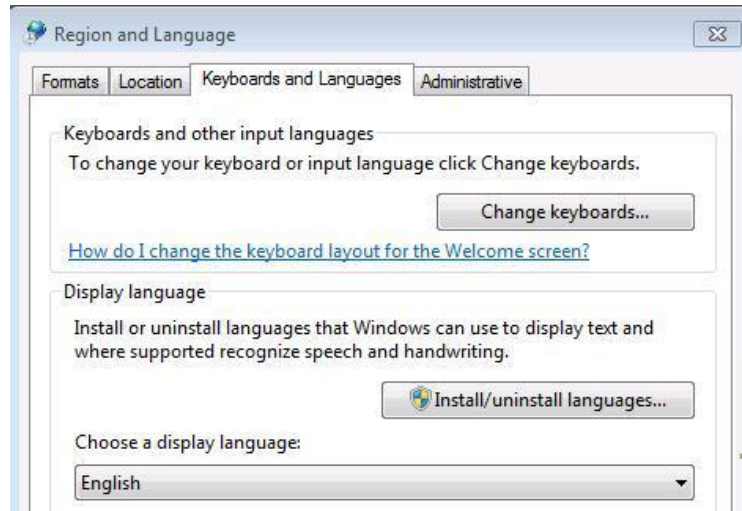 Region and Language
Formats Location Keyboards and Languages Administrative
Keyboards and other input languages
To change your keyboard or input language click Change keyboards.
Change keyboards...
How do I change the keyboard layout for the Welcome screen?
Display language
Install or uninstall languages that Windows can use to display text and
where supported recognize speech and handwriting.
Install/uninstall languages...
Choose a display language:
English